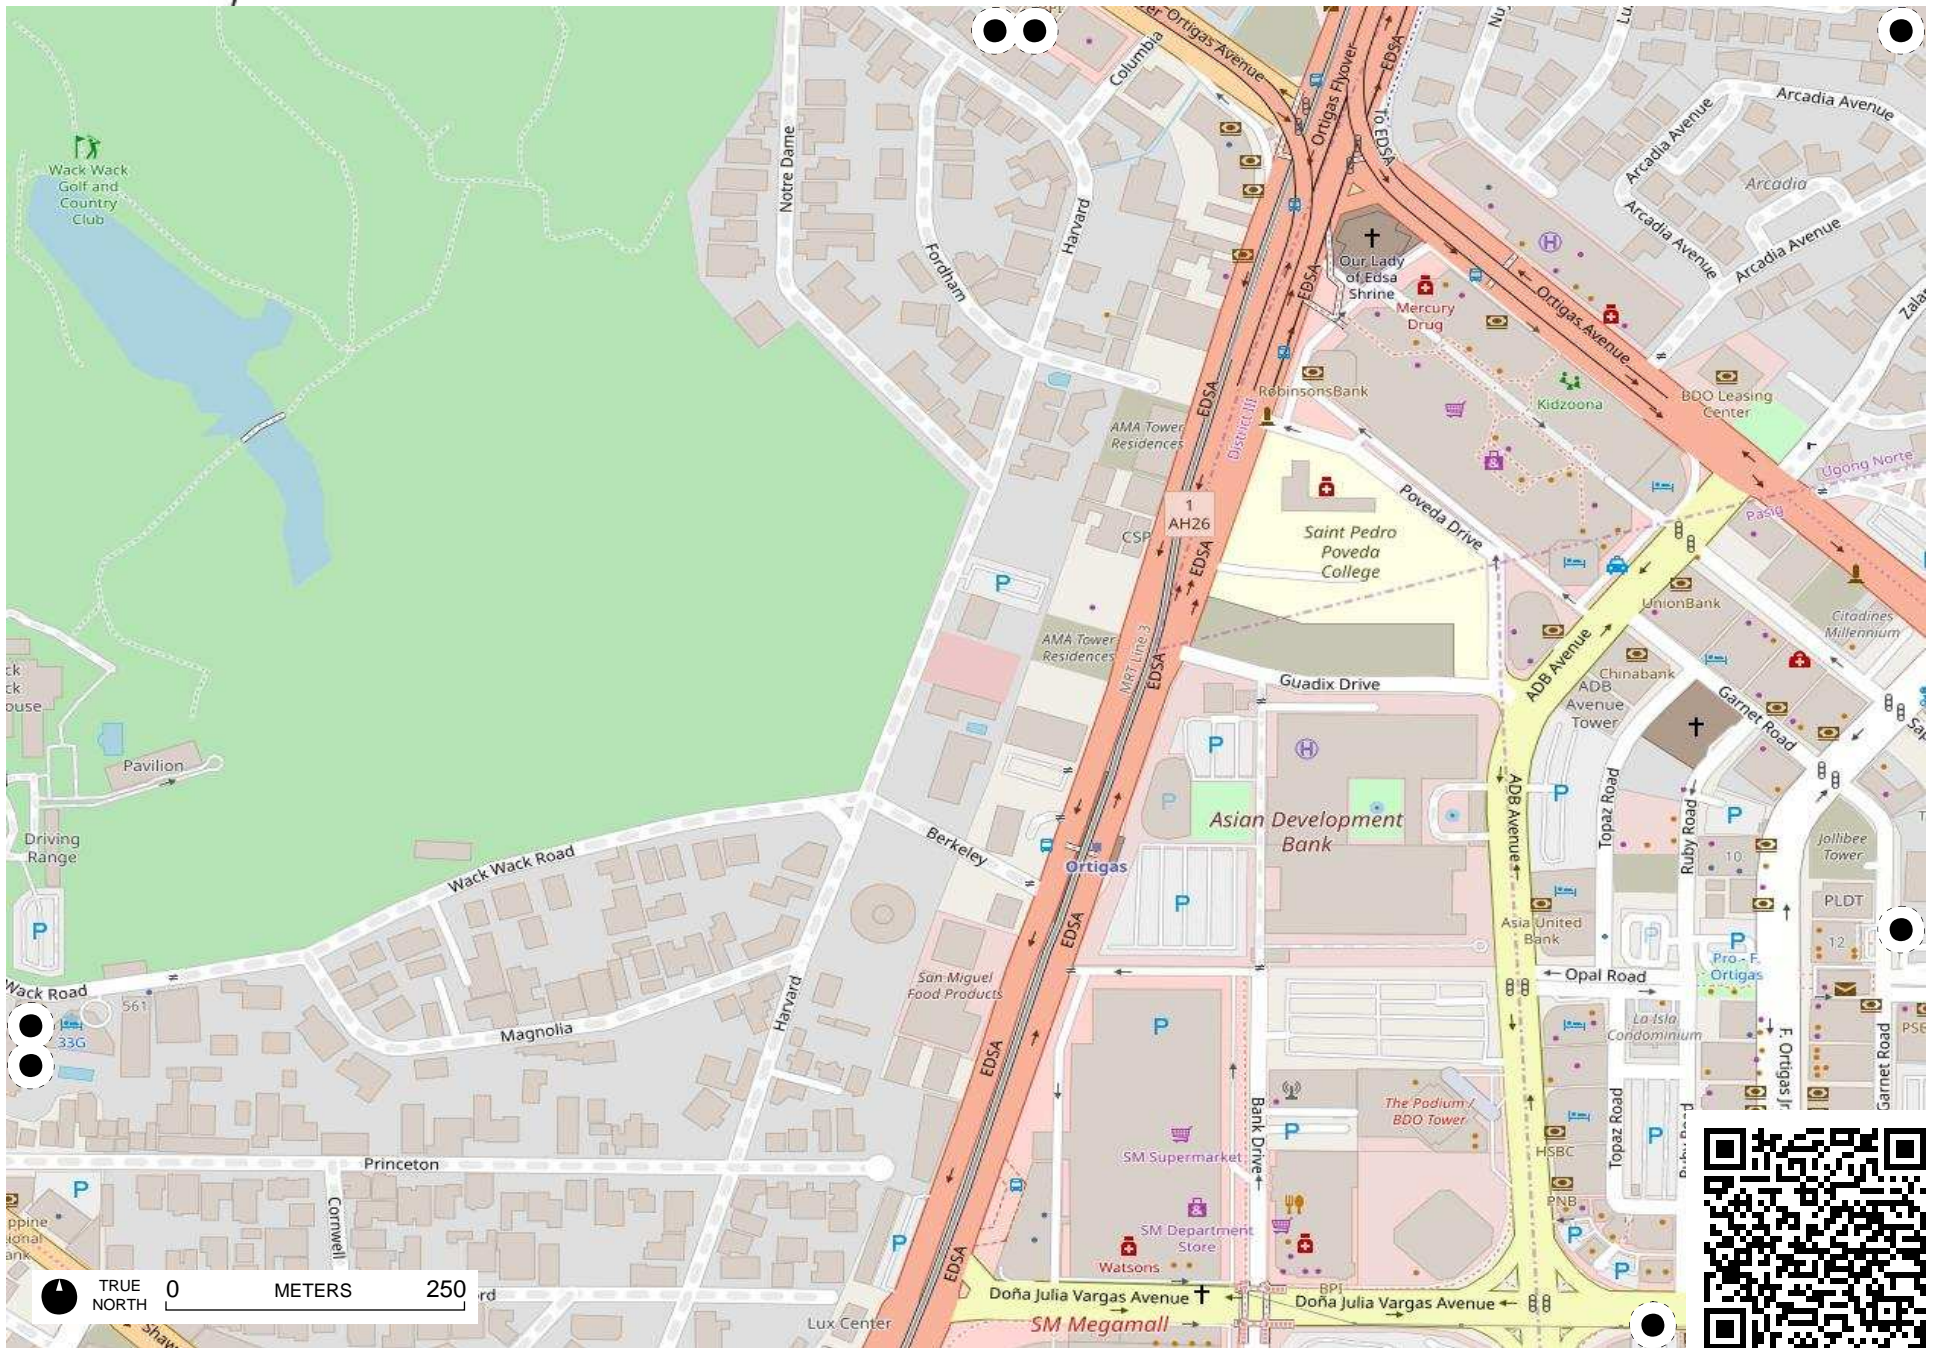 Ortigas Avenue
Columbia
EDSA
Ortigas Flyover
To EDSA
Arcadia Avenue
Arcadia Avenue
Arcadia
Arcadia Avenue
Arcadia Avenue
Wack Wack
Golf and
Country
Club
Notre Dame
Harvard
Fordham
EDSA
Our Lady
of Edsa
Shrine
Mercury
Drug
Ortigas Avenue
RobinsonsBank
Kidzoona
BDO Leasing
Center
EDSA
District III
AMA Tower
Residences
Ugong Norte
Pasig
Poveda Drive
1
AH26
CSP
Saint Pedro
Poveda
College
EDSA
UnionBank
Citadines
Millennium
AMA Tower
Residences
MRT Line 3
EDSA
Guadix Drive
ADB Avenue
Chinabank
ADB
Avenue
Tower
Garnet Road
Pavilion
P
P
P
P
Topaz Road
Ruby Road
ADB Avenue
Asian Development
Bank
Driving
Range
Wack Wack Road
Berkeley
Ortigas
10
Jollibee
Tower
PLDT
P
P
EDSA
Asia United
Bank
12
P
P
Pro - F.
Ortigas
Opal Road
Wack Road
561
33G
Magnolia
Harvard
San Miguel
Food Products
P
La Isla
Condominium
F. Ortigas Jr.
Garnet Road
EDSA
Bank Drive
The Podium /
BDO Tower
P
HSBC
Topaz Road
P
SM Supermarket
Princeton
P
Cornwell
PNB
SM Department
Store
P
P
P
Watsons
EDSA
BPI
Doña Julia Vargas Avenue
Doña Julia Vargas Avenue
SM Megamall
Lux Center
TRUE
NORTH
0 METERS 250